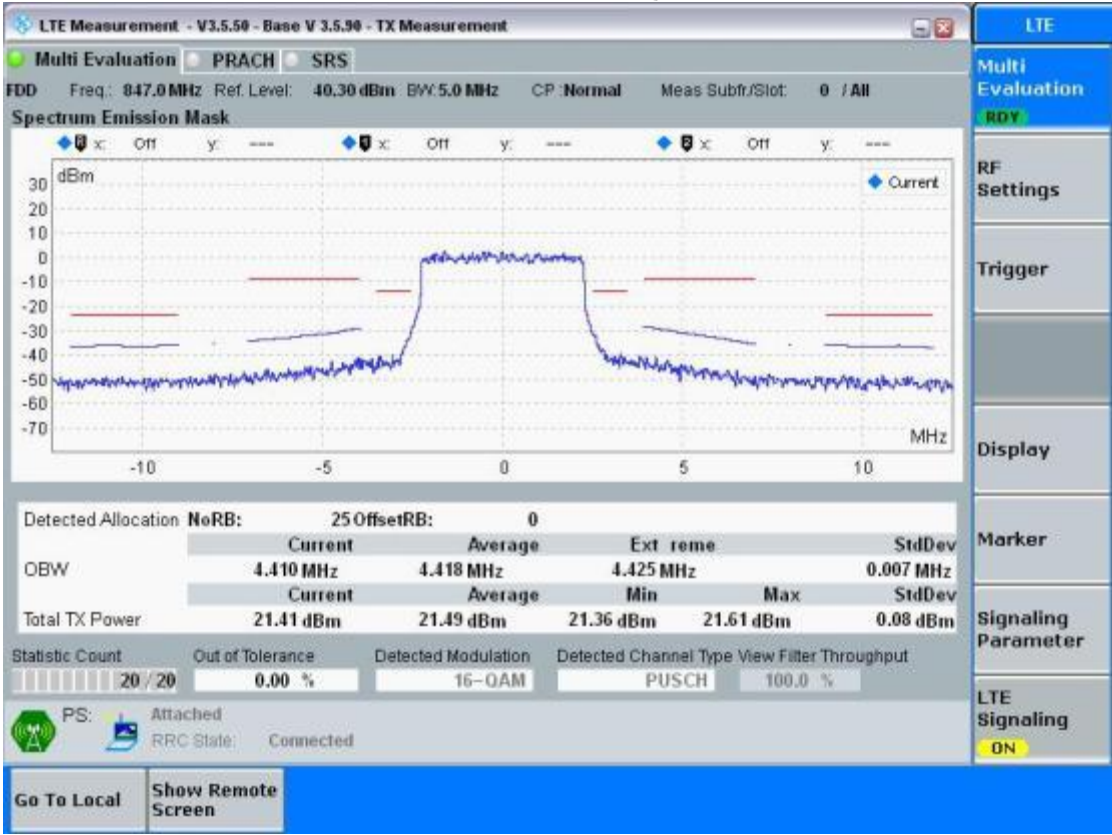 LTE Measurement - V3.5.50 - Base V 3.5.90 - TX Measurement
LTE
Multi Evaluation PRACH SRS
Multi
Evaluation
RDY
FDD Freq.: 847.0 MHz Ref. Level: 40.30 dBm BW: 5.0 MHz CP :Normal Meas Subfr./Slot: 0 / All
Spectrum Emission Mask
x: Off y: --- x: Off y: --- x: Off y: ---
dBm
Current
30
20
10
0
-10
-20
-30
-40
-50
-60
-70
MHz
-10 -5 0 5 10
RF
Settings
Trigger
Display
Marker
Signaling
Parameter
LTE
Signaling
ON
Detected Allocation NoRB: 25 OffsetRB: 0
Current Average Ext reme StdDev
OBW 4.410 MHz 4.418 MHz 4.425 MHz 0.007 MHz
Current Average Min Max StdDev
Total TX Power 21.41 dBm 21.49 dBm 21.36 dBm 21.61 dBm 0.08 dBm
Statistic Count Out of Tolerance Detected Modulation Detected Channel Type View Filter Throughput
20 / 20 0.00 % 16-QAM PUSCH 100.0 %
PS: Attached
RRC State: Connected
Go To Local
Show Remote
Screen